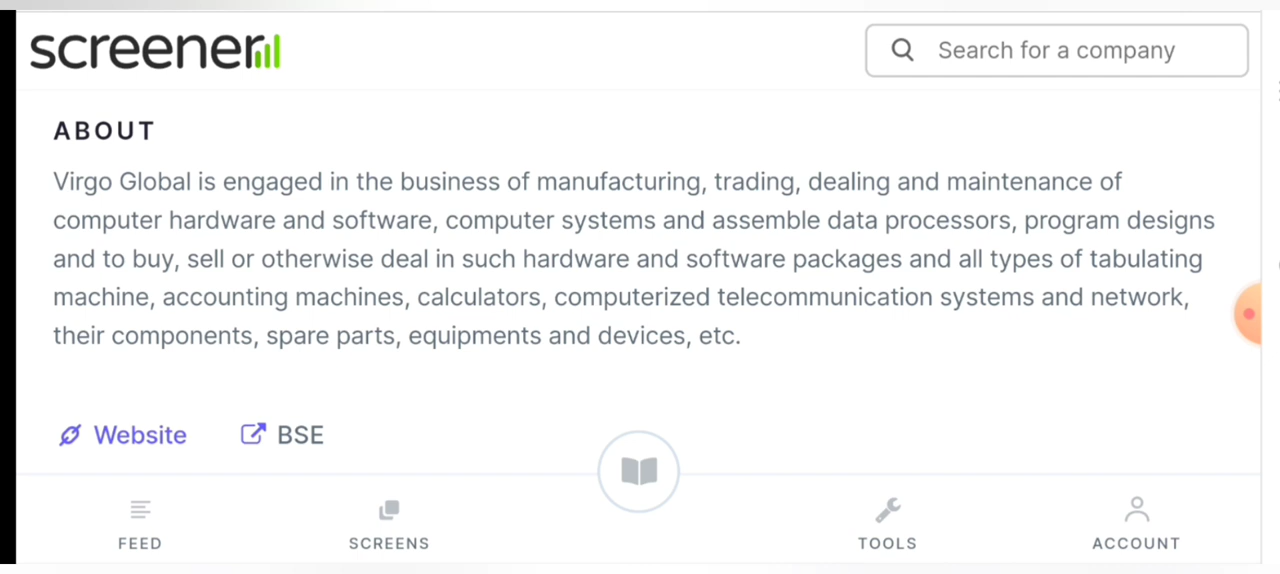 screener
Search for a company
ABOUT
Virgo Global is engaged in the business of manufacturing, trading, dealing and maintenance of
computer hardware and software, computer systems and assemble data processors, program designs
and to buy, sell or otherwise deal in such hardware and software packages and all types of tabulating
machine, accounting machines, calculators, computerized telecommunication systems and network,
their components, spare parts, equipments and devices, etc.
Website BSE
FEED SCREENS TOOLS ACCOUNT